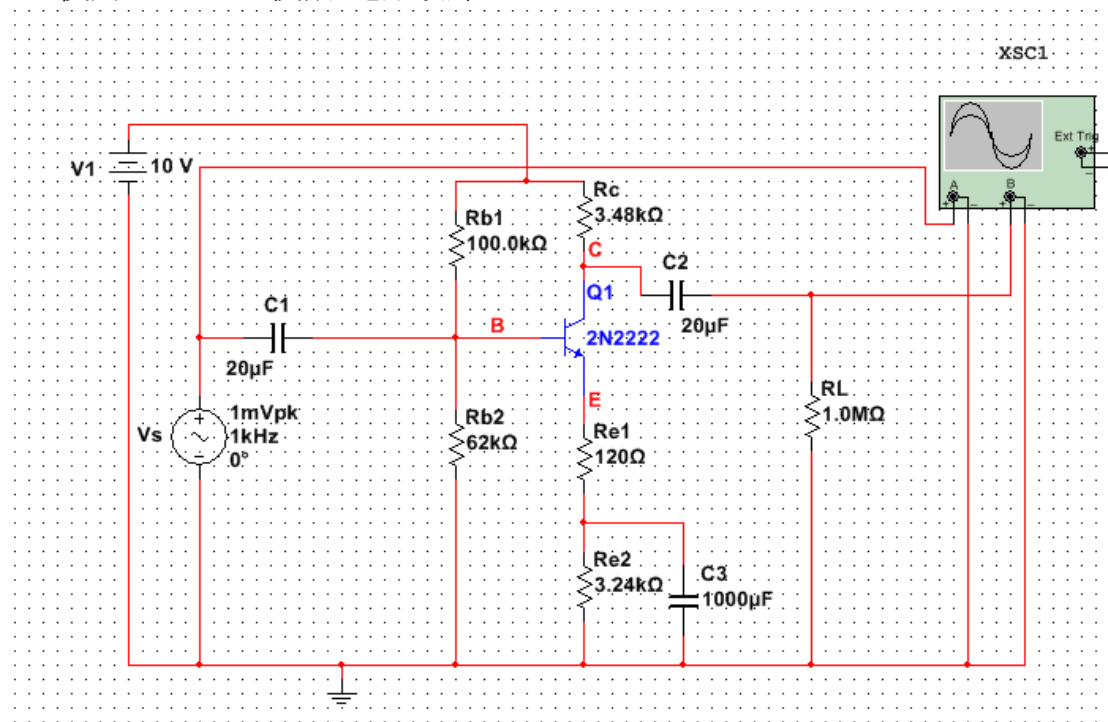 XSC1
Ext Trig
+
−
A
B
+
−
+
−
V1
10 V
Rc
3.48kΩ
Rb1
100.0kΩ
C
C2
20µF
Q1
2N2222
C1
20µF
B
E
RL
1.0MΩ
Vs
+
−
1mVpk
1kHz
0°
Rb2
62kΩ
Re1
120Ω
Re2
3.24kΩ
C3
1000µF